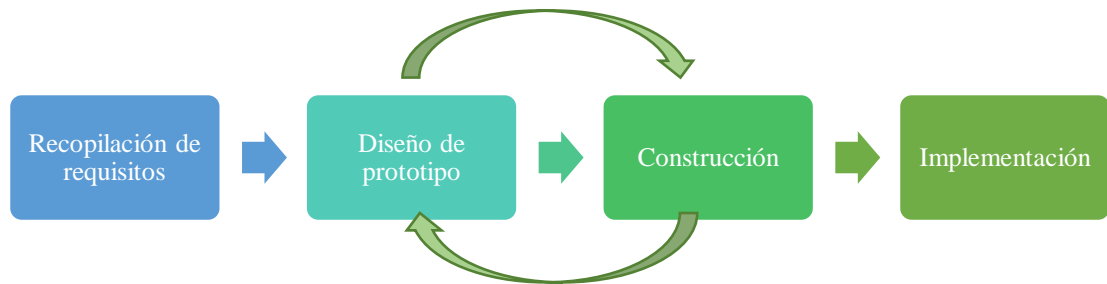 Recopilación de
requisitos
Diseño de
prototipo
Construcción
Implementación